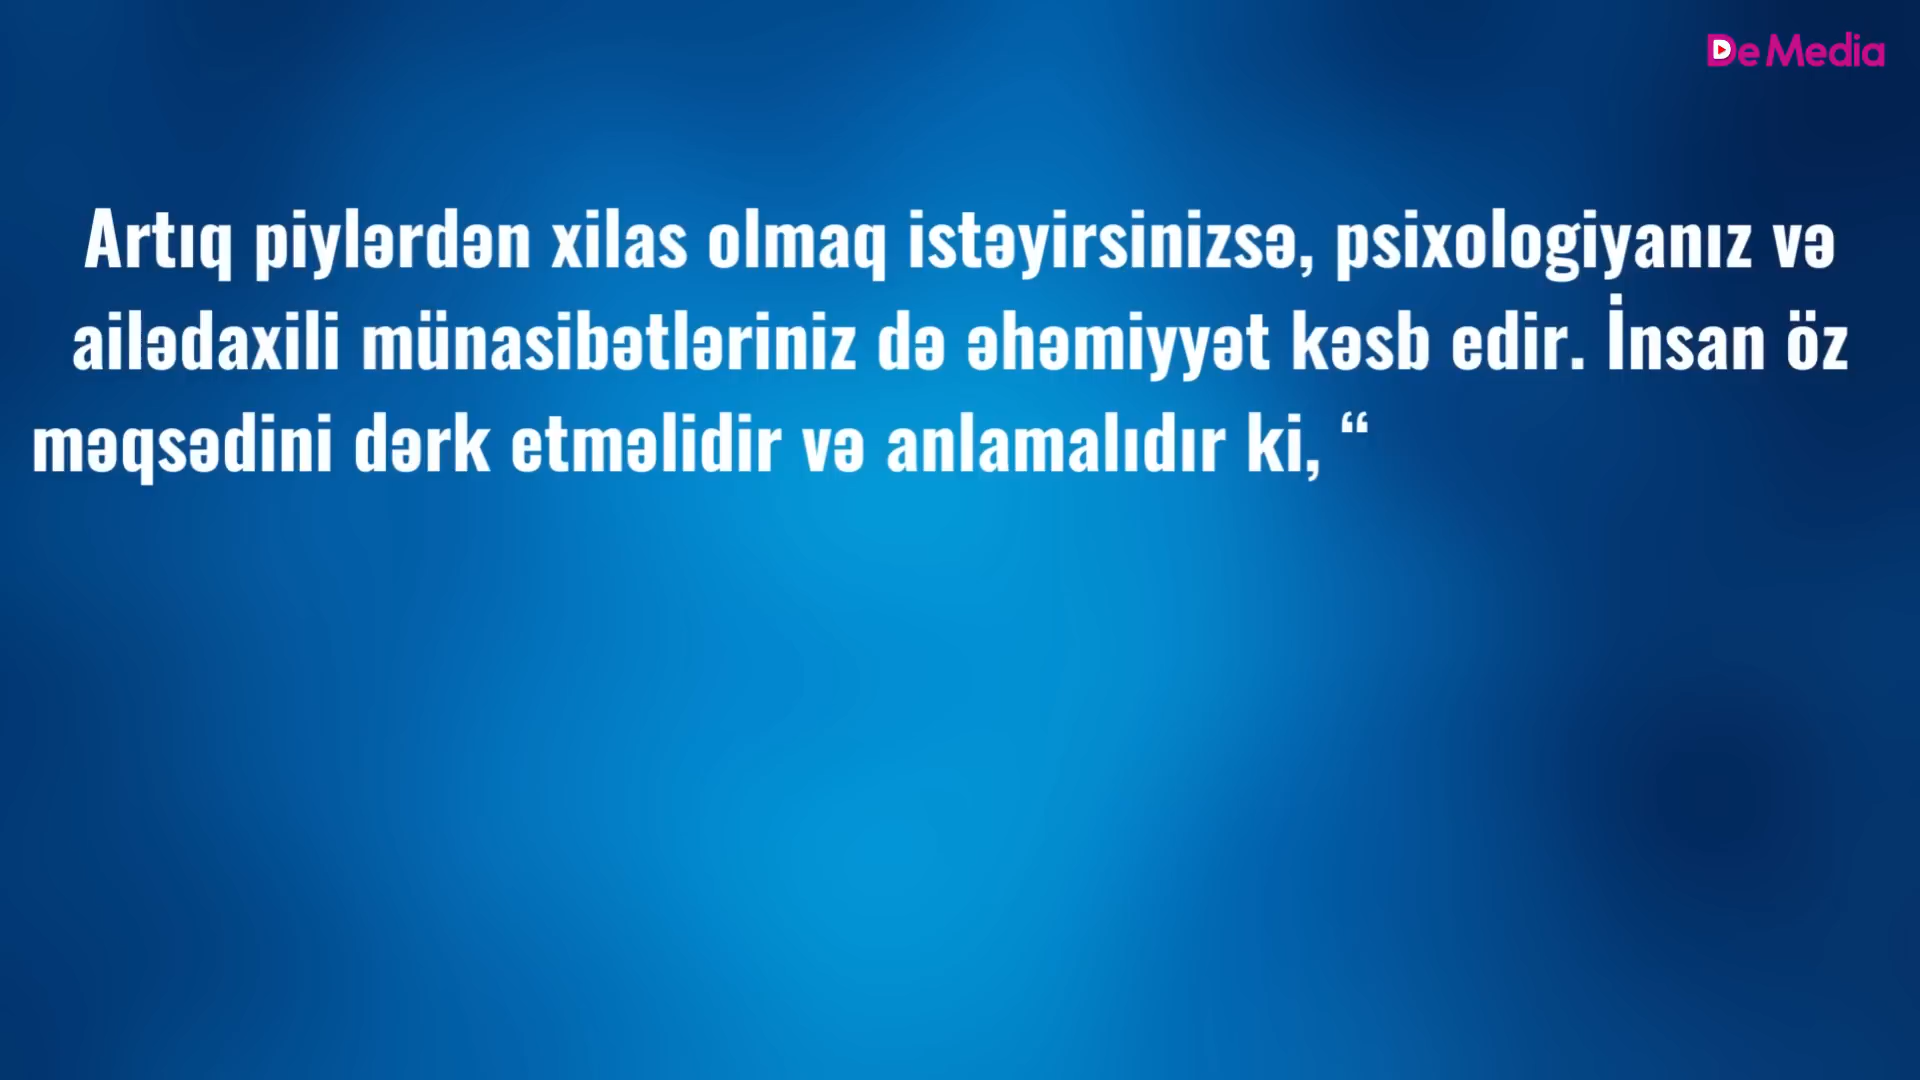 De Media
Artıq piylərdən xilas olmaq istəyirsinizsə, psixologiyanız və
ailədaxili münasibətləriniz də əhəmiyyət kəsb edir. İnsan öz
məqsədini dərk etməlidir və anlamalıdır ki, “